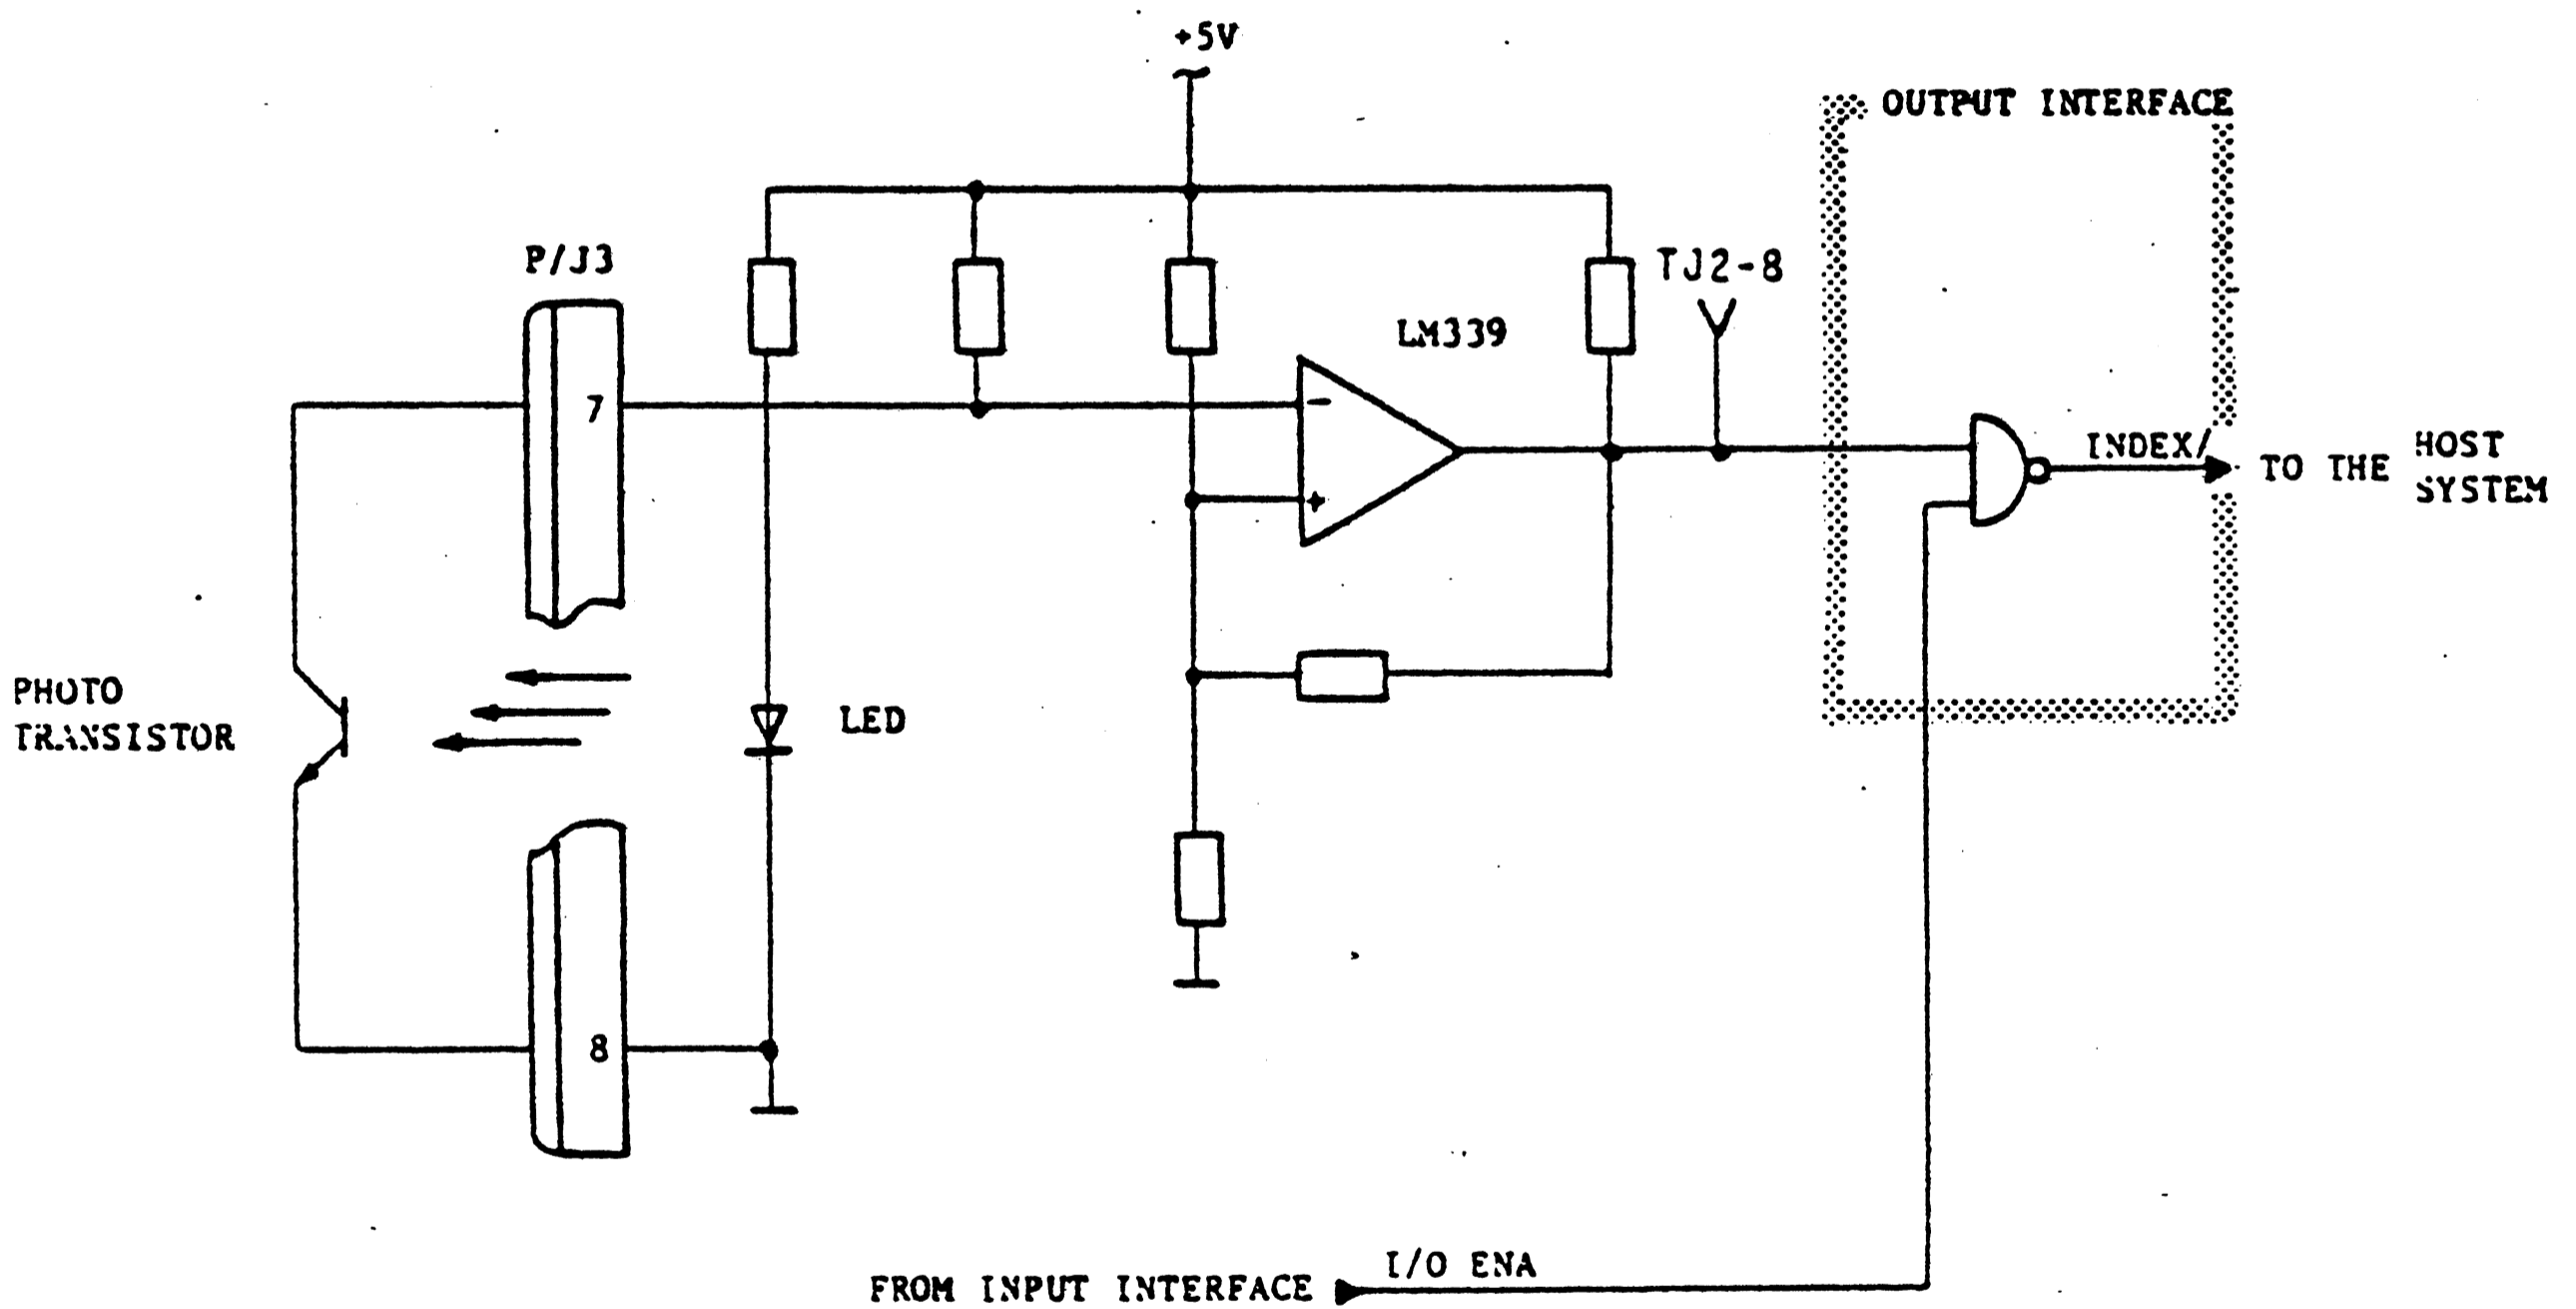 +5V
OUTPUT INTERFACE
P/J3
TJ2-8
LM339
7
-
INDEX/
TO THE HOST
SYSTEM
+
PHOTO
TRANSISTOR
LED
8
I/O ENA
FROM INPUT INTERFACE